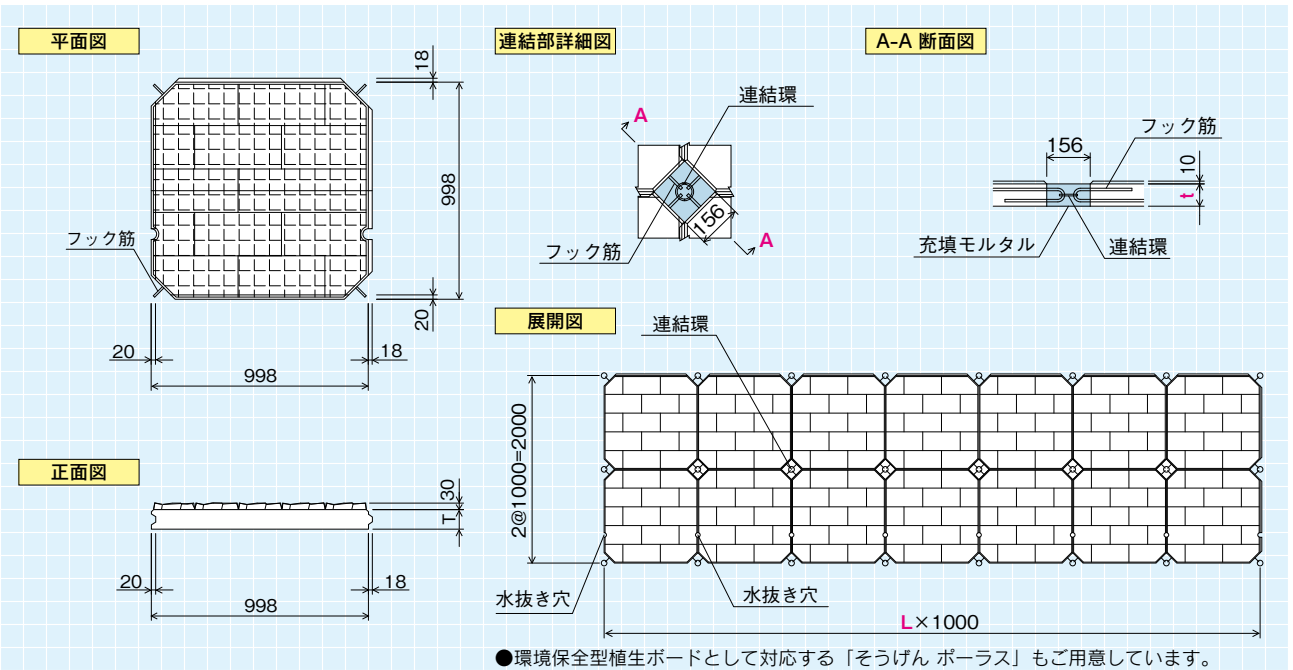 平面図
18
998
フック筋
20
20
18
998
正面図
30
T
20
18
998
連結部詳細図
連結環
A
156
フック筋
A
A-A 断面図
フック筋
156
10
t
充填モルタル
連結環
展開図
連結環
2@1000=2000
水抜き穴
水抜き穴
L×1000
●環境保全型植生ボードとして対応する「そうげん ポーラス」もご用意しています。